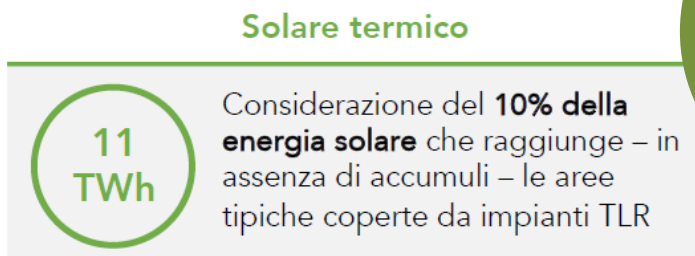 Solare termico
11
TWh
Considerazione del 10% della
energia solare che raggiunge – in
assenza di accumuli – le aree
tipiche coperte da impianti TLR